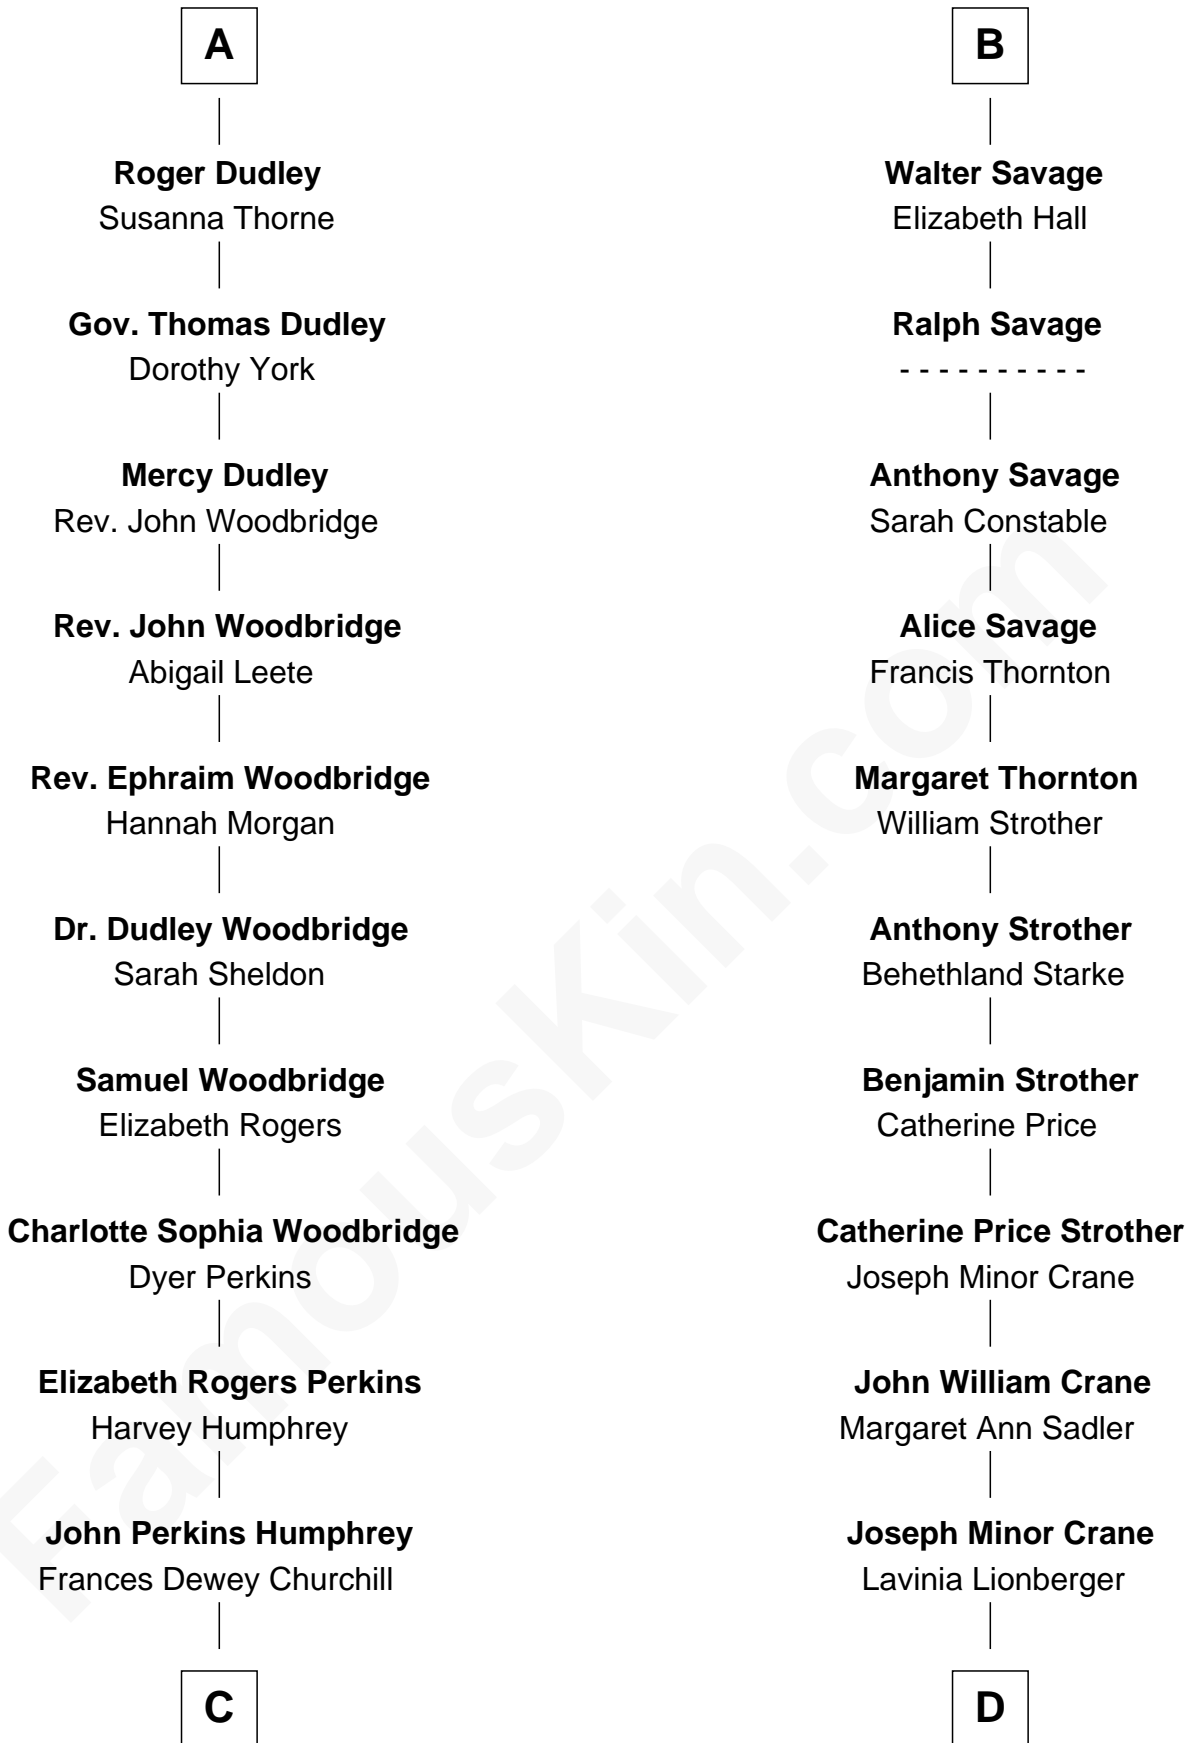 A
Roger Dudley
Susanna Thorne
Gov. Thomas Dudley
Dorothy York
Mercy Dudley
Rev. John Woodbridge
Rev. John Woodbridge
Abigail Leete
Rev. Ephraim Woodbridge
Hannah Morgan
Dr. Dudley Woodbridge
Sarah Sheldon
Samuel Woodbridge
Elizabeth Rogers
Charlotte Sophia Woodbridge
Dyer Perkins
Elizabeth Rogers Perkins
Harvey Humphrey
John Perkins Humphrey
Frances Dewey Churchill
C
B
Walter Savage
Elizabeth Hall
Ralph Savage
- - - - - - - - - -
Anthony Savage
Sarah Constable
Alice Savage
Francis Thornton
Margaret Thornton
William Strother
Anthony Strother
Behethland Starke
Benjamin Strother
Catherine Price
Catherine Price Strother
Joseph Minor Crane
John William Crane
Margaret Ann Sadler
Joseph Minor Crane
Lavinia Lionberger
D
FamousKin.com